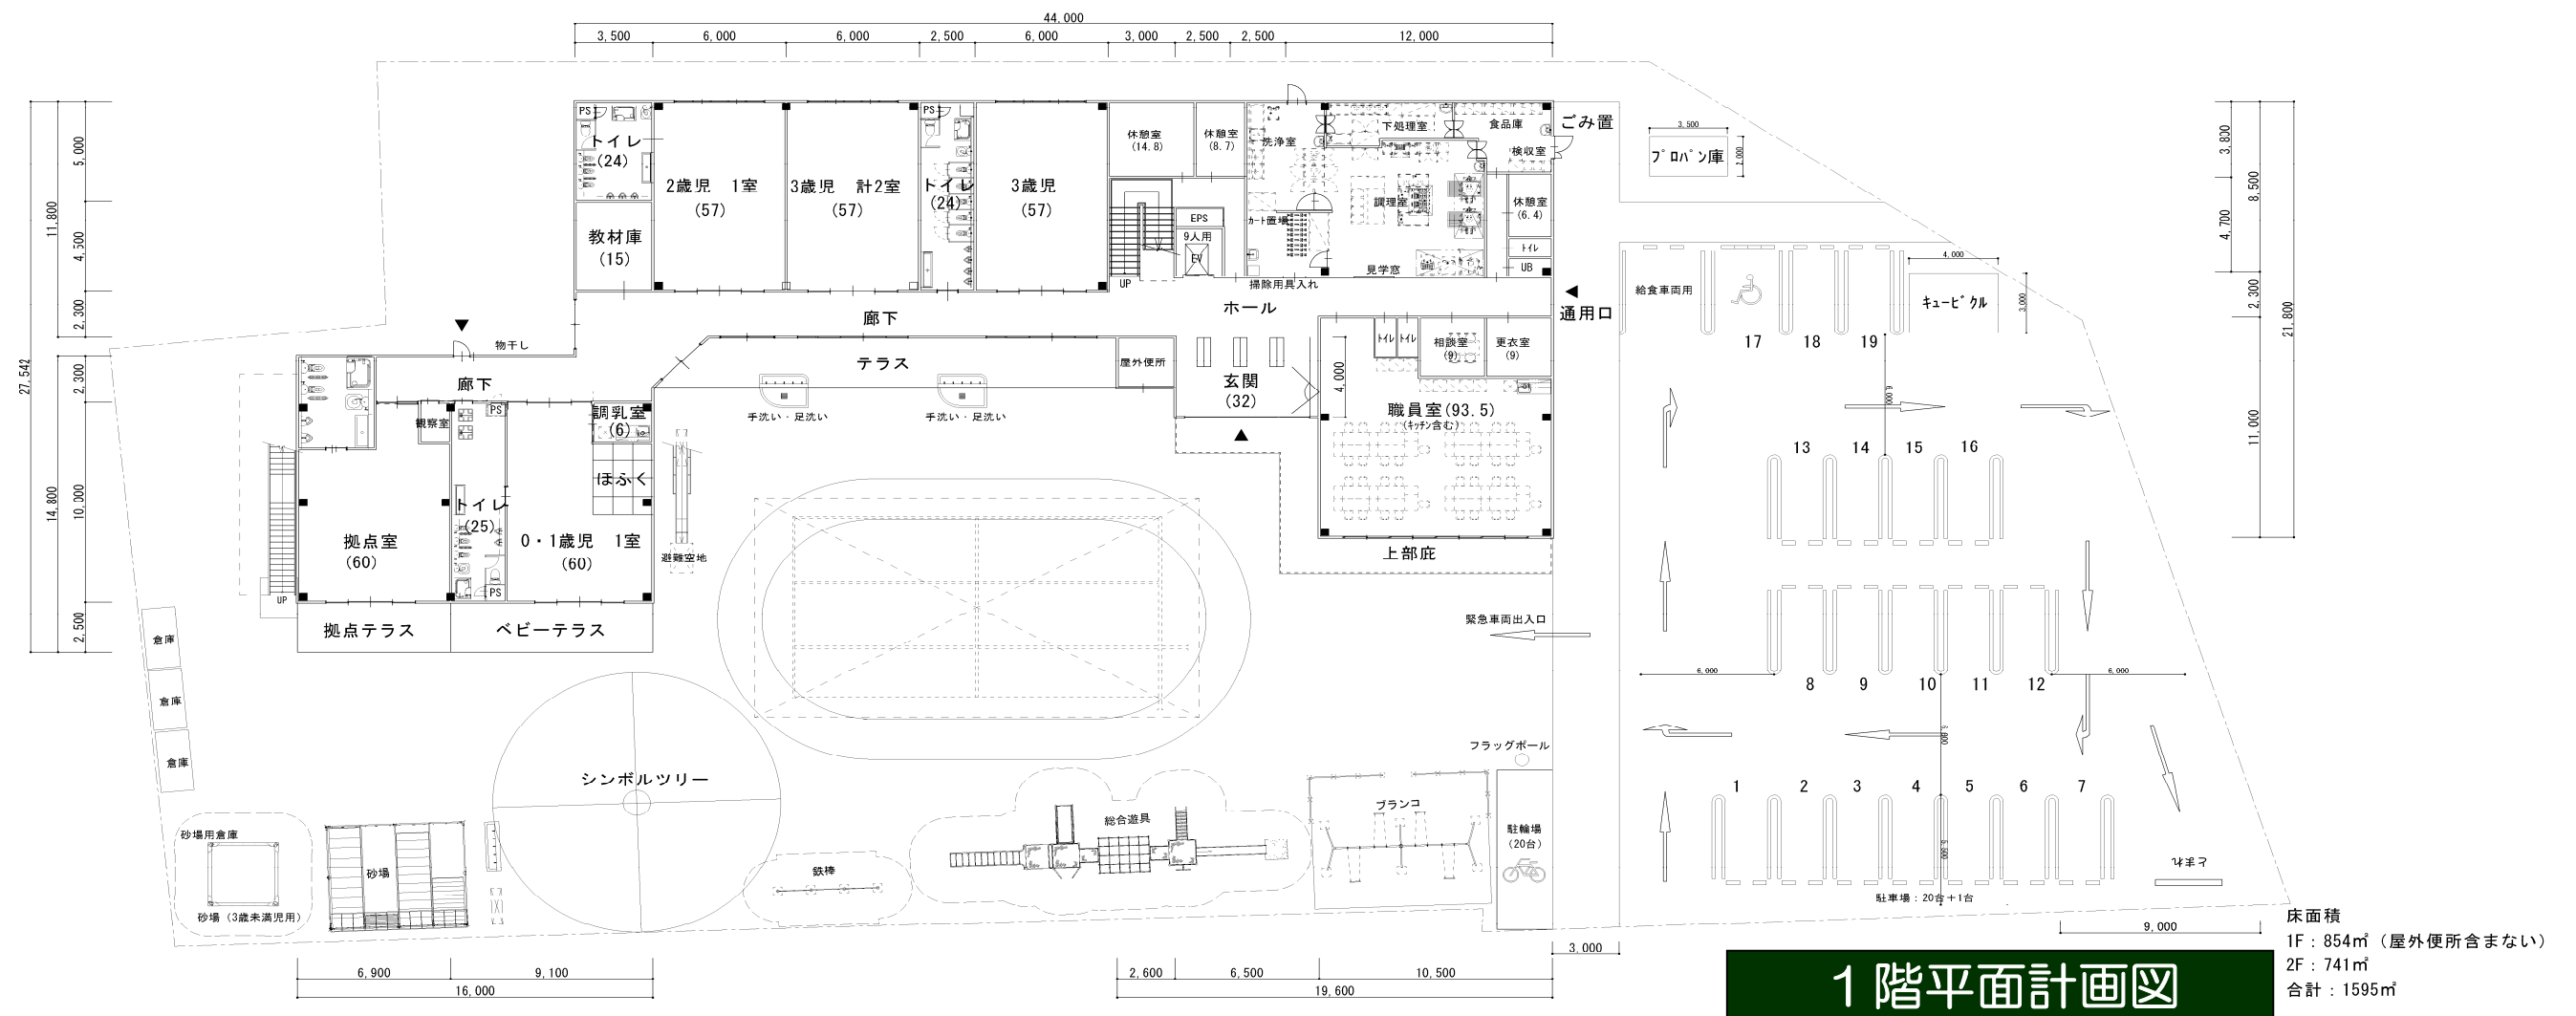 44,000
3,500
6,000
6,000
2,500
6,000
3,000
2,500
2,500
12,000
27,542
11,800
14,800
5,000
4,500
2,300
2,300
10,000
2,500
PS
トイレ
(24)
教材庫
(15)
2歳児 1室
(57)
3歳児 計2室
(57)
PS
トイレ
(24)
3歳児
(57)
休憩室
(14.8)
休憩室
(8.7)
EPS
9人用
EV
UP
洗浄室
下処理室
食品庫
検収室
調理室
カート置場
休憩室
(6.4)
トイレ
UB
見学窓
掃除用具入れ
ごみ置
プロパン庫
3,500
2,000
3,800
4,700
8,500
2,300
11,000
21,800
物干し
廊下
ホール
通用口
廊下
テラス
手洗い・足洗い
手洗い・足洗い
屋外便所
玄関
(32)
4,000
トイレ
トイレ
相談室
(9)
更衣室
(9)
職員室(93.5)
(キッチン含む)
上部庇
観察室
PS
調乳室
(6)
ほふく
トイレ
(25)
PS
拠点室
(60)
0・1歳児 1室
(60)
UP
拠点テラス
ベビーテラス
避難空地
倉庫
倉庫
倉庫
シンボルツリー
砂場用倉庫
砂場
砂場（3歳未満児用）
鉄棒
総合遊具
ブランコ
フラッグポール
駐輪場
(20台)
緊急車両出入口
給食車両用
17
18
19
4,000
キュービクル
3,000
6,000
13
14
15
16
6,000
6,000
8
9
10
11
12
6,800
1
2
3
4
5
6
7
5,500
とまれ
駐車場：20台＋1台
6,900
9,100
16,000
2,600
6,500
10,500
19,600
3,000
9,000
1階平面計画図
床面積
1F：854㎡（屋外便所含まない）
2F：741㎡
合計：1595㎡